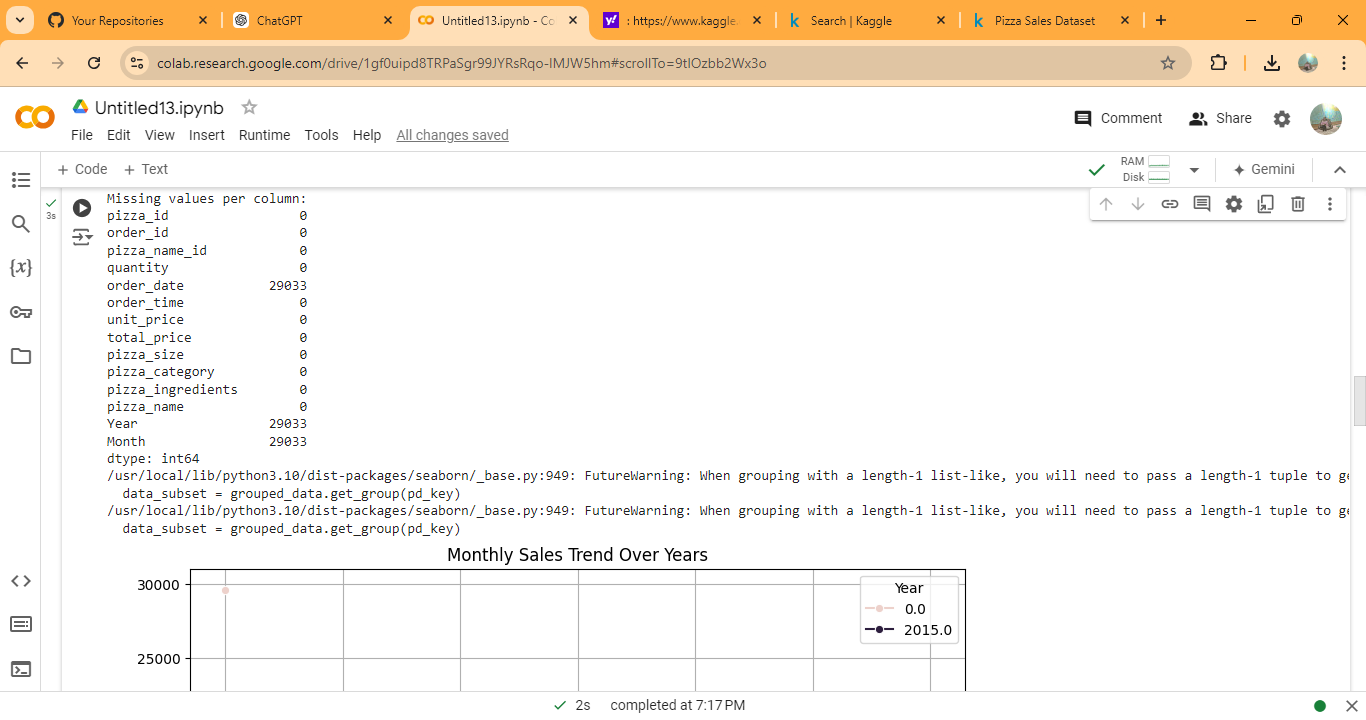 Your Repositories
ChatGPT
Untitled13.ipynb - Co
: https://www.kaggle.
Search | Kaggle
Pizza Sales Dataset
colab.research.google.com/drive/1gf0uipd8TRPaSgr99JYRsRqo-IMJW5hm#scrollTo=9tIOzbb2Wx3o
Untitled13.ipynb
File Edit View Insert Runtime Tools Help All changes saved
Comment
Share
+ Code + Text
RAM
Disk
Gemini
3s
Missing values per column:
pizza_id 0
order_id 0
pizza_name_id 0
quantity 0
order_date 29033
order_time 0
unit_price 0
total_price 0
pizza_size 0
pizza_category 0
pizza_ingredients 0
pizza_name 0
Year 29033
Month 29033
dtype: int64
/usr/local/lib/python3.10/dist-packages/seaborn/_base.py:949: FutureWarning: When grouping with a length-1 list-like, you will need to pass a length-1 tuple to ge
data_subset = grouped_data.get_group(pd_key)
/usr/local/lib/python3.10/dist-packages/seaborn/_base.py:949: FutureWarning: When grouping with a length-1 list-like, you will need to pass a length-1 tuple to ge
data_subset = grouped_data.get_group(pd_key)
Monthly Sales Trend Over Years
30000
25000
Year
0.0
2015.0
2s completed at 7:17 PM